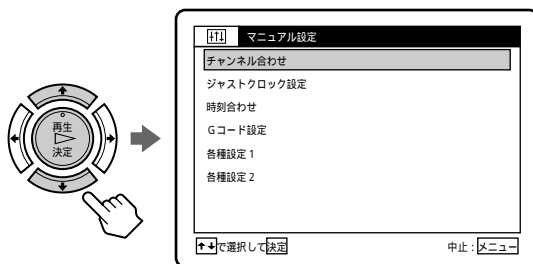 再生
決定
マニュアル設定
チャンネル合わせ
ジャストクロック設定
時刻合わせ
Gコード設定
各種設定1
各種設定2
↑↓で選択して決定
中止：メニュー